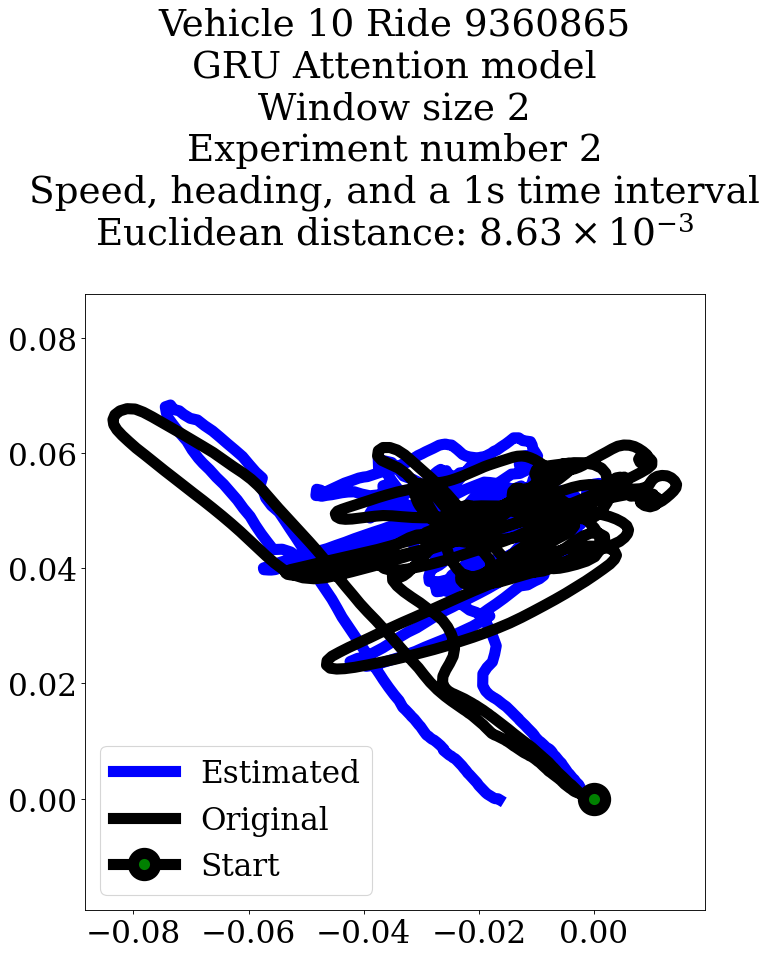 Vehicle 10 Ride 9360865
GRU Attention model
Window size 2
Experiment number 2
Speed, heading, and a 1s time interval
Euclidean distance: 8.63 × 10⁻³
0.08
0.06
0.04
0.02
0.00
Estimated
Original
Start
−0.08 −0.06 −0.04 −0.02 0.00